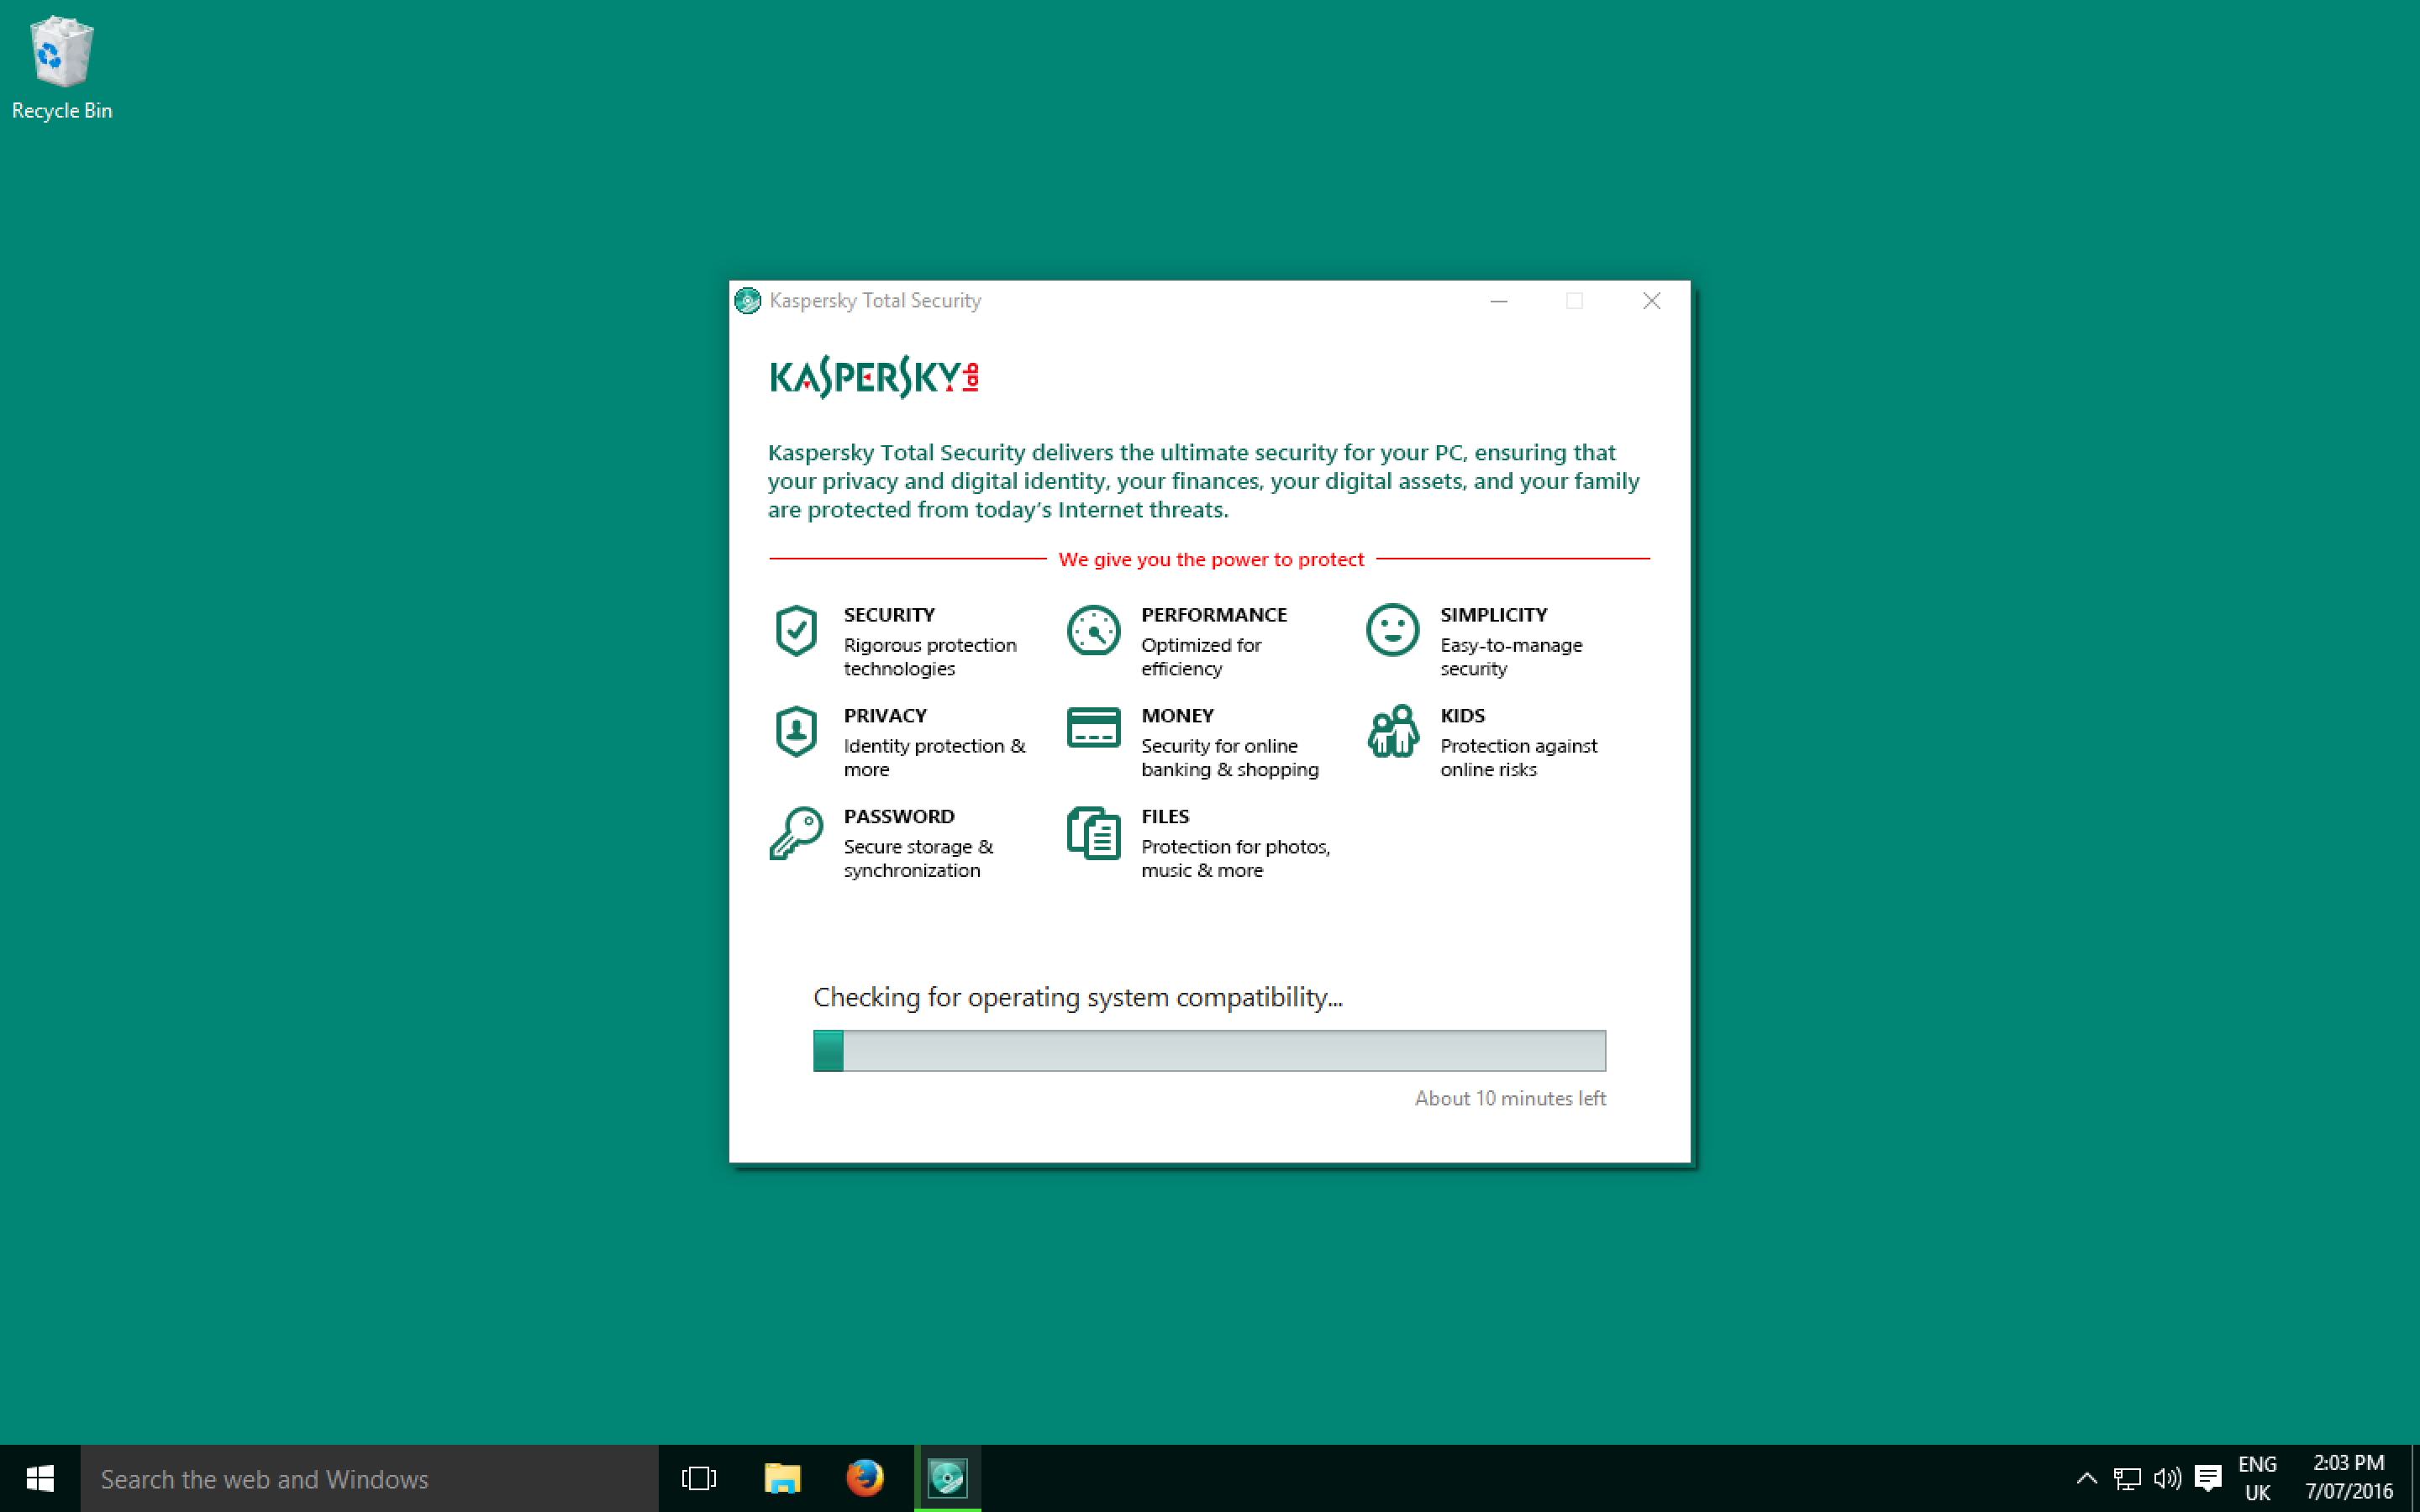 Recycle Bin
Kaspersky Total Security
KASPERSKY lab
Kaspersky Total Security delivers the ultimate security for your PC, ensuring that
your privacy and digital identity, your finances, your digital assets, and your family
are protected from today's Internet threats.
We give you the power to protect
SECURITY
Rigorous protection
technologies
PERFORMANCE
Optimized for
efficiency
SIMPLICITY
Easy-to-manage
security
PRIVACY
Identity protection &
more
MONEY
Security for online
banking & shopping
KIDS
Protection against
online risks
PASSWORD
Secure storage &
synchronization
FILES
Protection for photos,
music & more
Checking for operating system compatibility...
About 10 minutes left
Search the web and Windows
ENG
UK
2:03 PM
7/07/2016